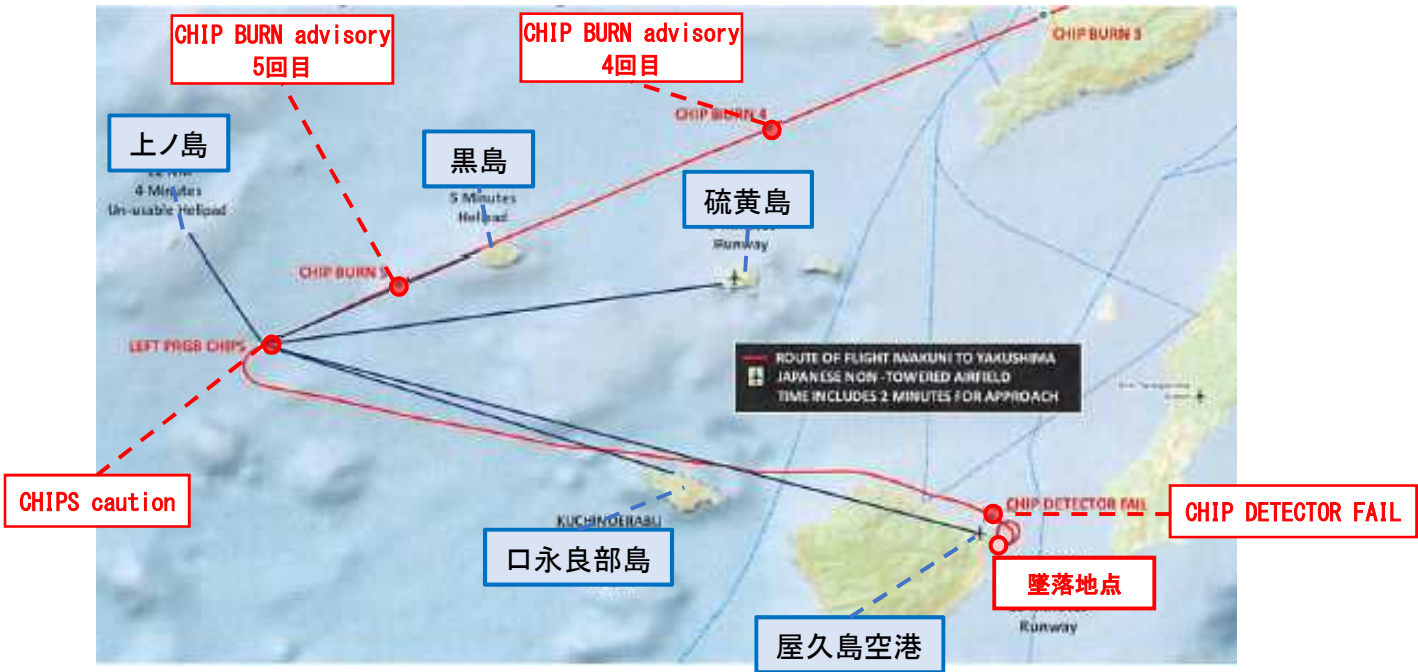 CHIP BURN advisory
5回目
CHIP BURN advisory
4回目
CHIP BURN 3
CHIP BURN 4
上ノ島
4 Minutes
Un-usable Helipad
黒島
5 Minutes
Helipad
硫黄島
Runway
CHIP BURN 5
LEFT PRGB CHIPS
ROUTE OF FLIGHT IWAKUNI TO YAKUSHIMA
JAPANESE NON-TOWERED AIRFIELD
TIME INCLUDES 2 MINUTES FOR APPROACH
CHIPS caution
KUCHINOERABU
口永良部島
CHIP DETECTOR FAIL
CHIP DETECTOR FAIL
墜落地点
Runway
屋久島空港